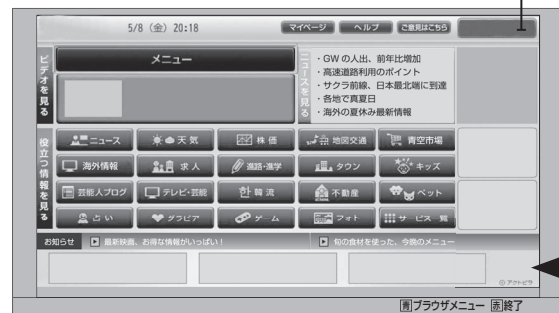 5/8（金）20:18
マイページ
ヘルプ
ご意見はこちら
ビデオを見る
メニュー
ニュースを見る
・GWの人出、前年比増加
・高速道路利用のポイント
・サクラ前線、日本最北端に到達
・各地で真夏日
・海外の夏休み最新情報
役立つ情報を見る
ニュース
天気
株価
地図交通
青空市場
海外情報
求人
進路・進学
タウン
キッズ
芸能人ブログ
テレビ・芸能
韓流
不動産
ペット
占い
グラビア
ゲーム
フォト
サービス一覧
お知らせ
最新映画、お得な情報がいっぱい！
旬の食材を使った、今晩のメニュー
©アクトビラ
青 ブラウザメニュー 赤 終了